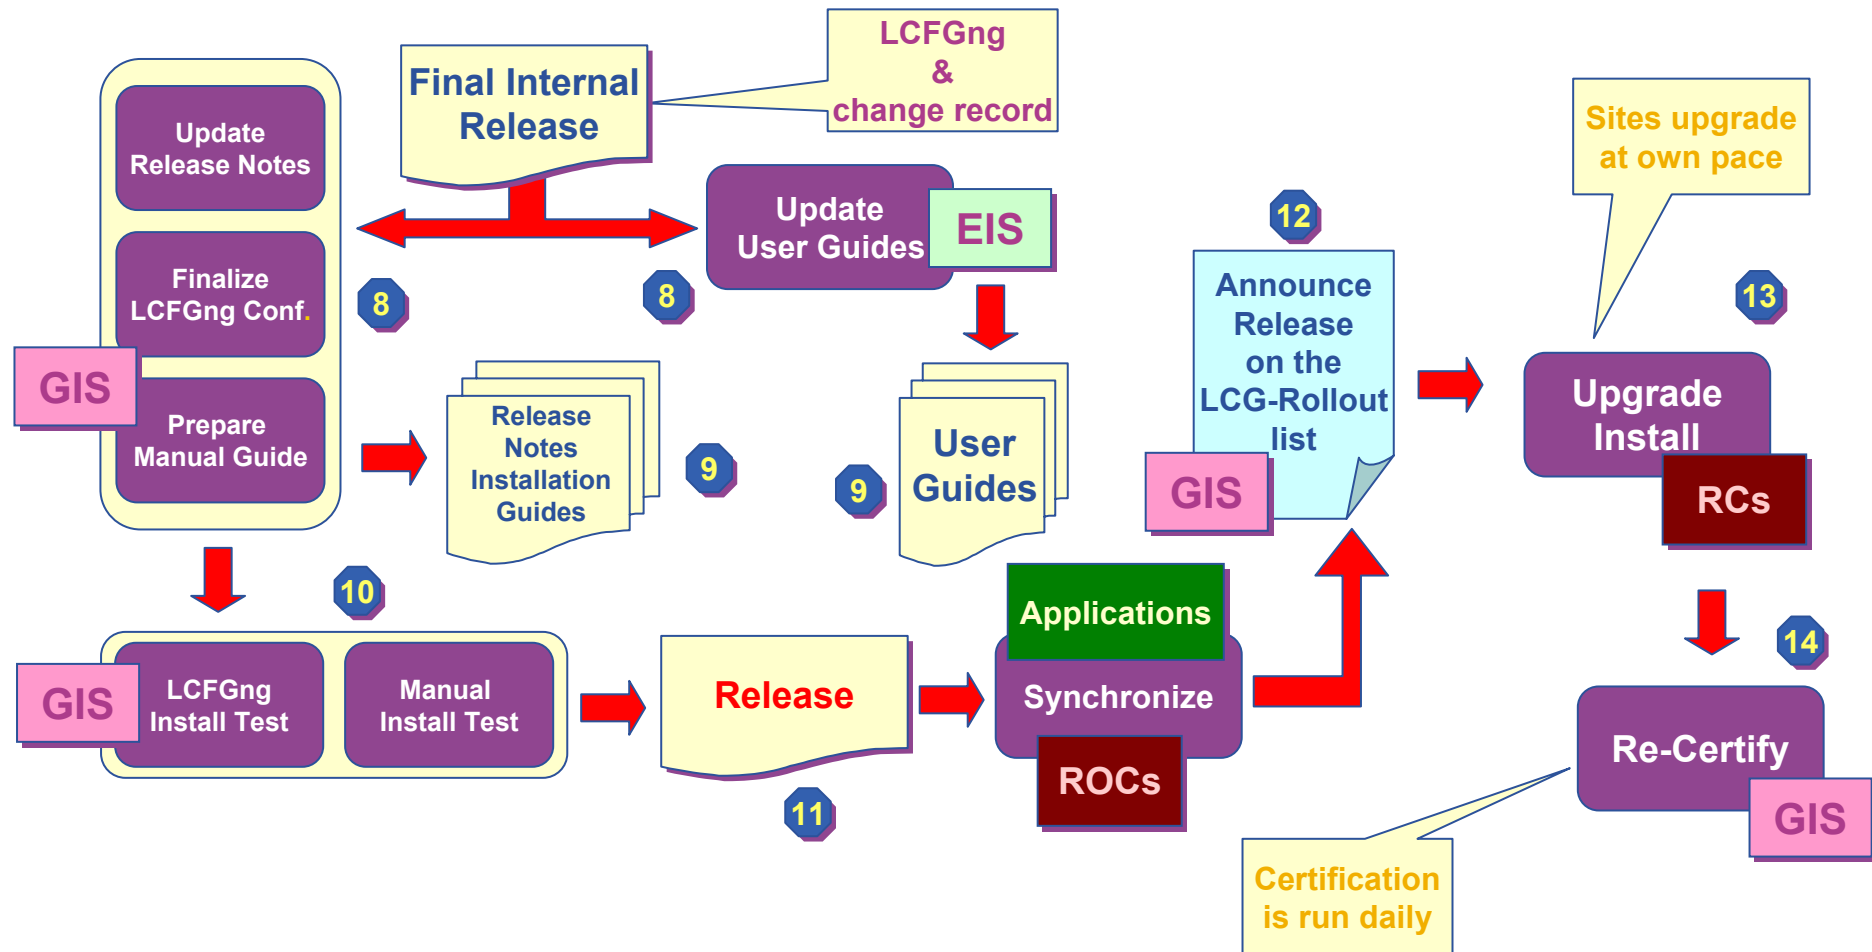 LCFGng
&
change record
Final Internal
Release
Update
Release Notes
Finalize
LCFGng Conf.
Prepare
Manual Guide
GIS
8
Update
User Guides
EIS
8
Release
Notes
Installation
Guides
9
User
Guides
9
10
LCFGng
Install Test
Manual
Install Test
GIS
Release
11
Applications
Synchronize
ROCs
12
Announce
Release
on the
LCG-Rollout
list
GIS
Sites upgrade
at own pace
13
Upgrade
Install
RCs
14
Re-Certify
GIS
Certification
is run daily